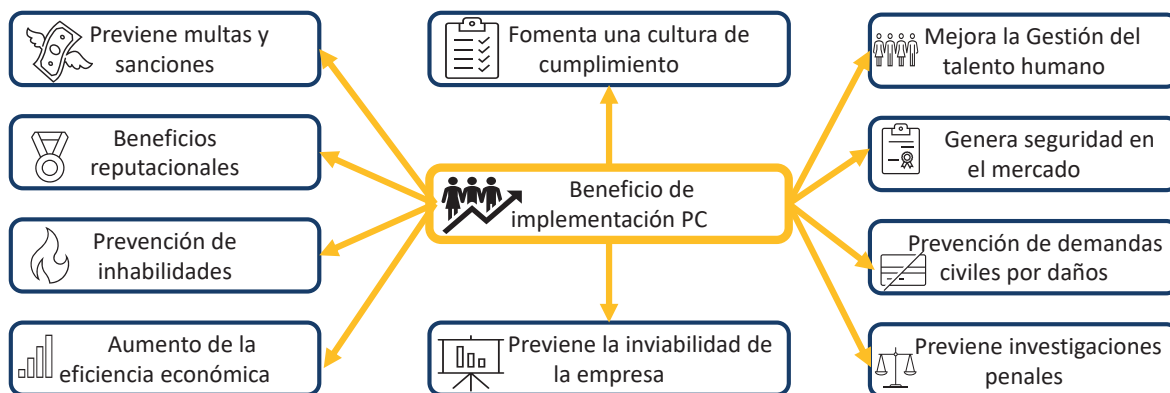 Previene multas y
sanciones
Fomenta una cultura de
cumplimiento
Mejora la Gestión del
talento humano
Beneficios
reputacionales
Genera seguridad en
el mercado
Beneficio de
implementación PC
Prevención de
inhabilidades
Prevención de demandas
civiles por daños
Aumento de la
eficiencia económica
Previene la inviabilidad de
la empresa
Previene investigaciones
penales